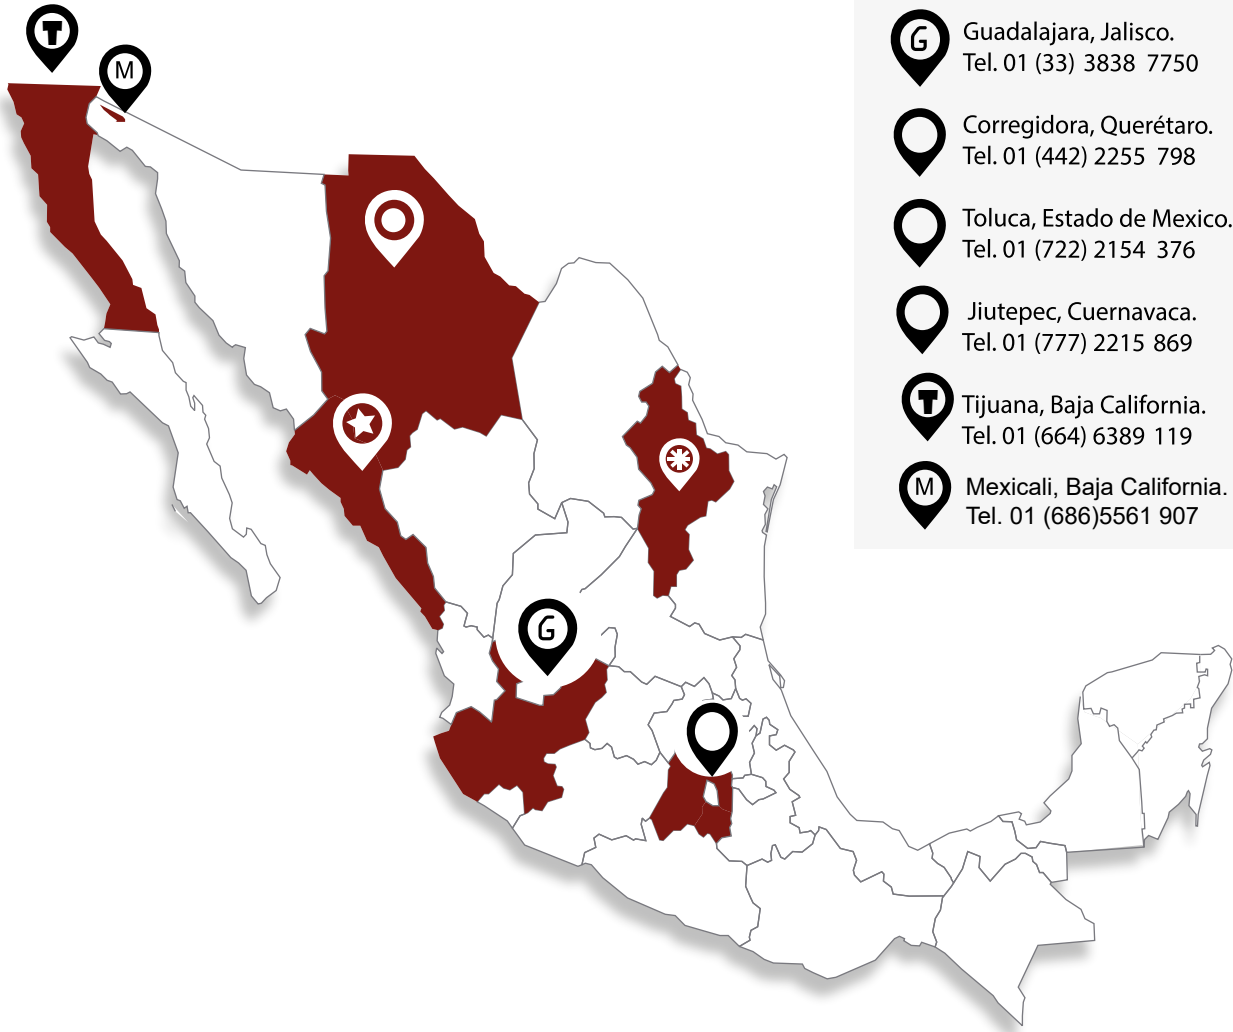 T
M
G
G
Guadalajara, Jalisco.
Tel. 01 (33) 3838 7750
Corregidora, Querétaro.
Tel. 01 (442) 2255 798
Toluca, Estado de Mexico.
Tel. 01 (722) 2154 376
Jiutepec, Cuernavaca.
Tel. 01 (777) 2215 869
T
Tijuana, Baja California.
Tel. 01 (664) 6389 119
M
Mexicali, Baja California.
Tel. 01 (686)5561 907